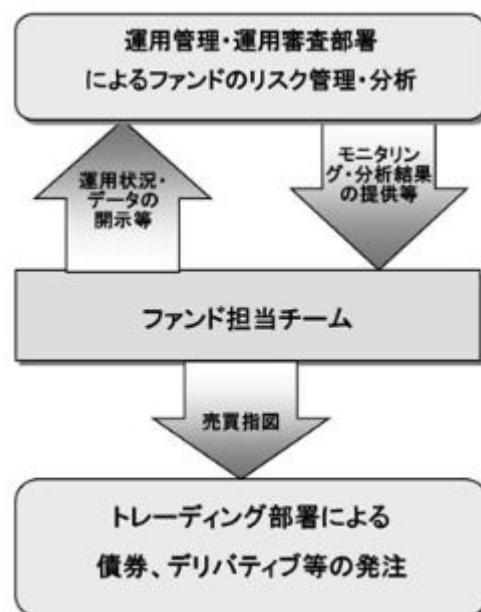 運用管理・運用審査部署
によるファンドのリスク管理・分析
運用状況・
データの
開示等
モニタリン
グ・分析結果
の提供等
ファンド担当チーム
売買指図
トレーディング部署による
債券、デリバティブ等の発注